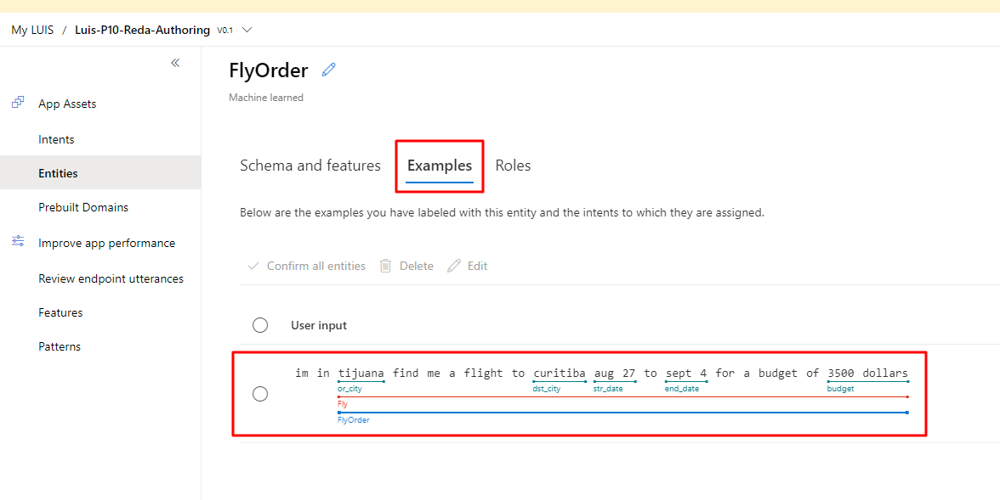 My LUIS / Luis-P10-Reda-Authoring V0.1
FlyOrder
Machine learned
App Assets
Intents
Entities
Prebuilt Domains
Improve app performance
Review endpoint utterances
Features
Patterns
Schema and features Examples Roles
Below are the examples you have labeled with this entity and the intents to which they are assigned.
Confirm all entities Delete Edit
User input
im in tijuana find me a flight to curitiba aug 27 to sept 4 for a budget of 3500 dollars
or_city dst_city str_date end_date budget
Fly
FlyOrder